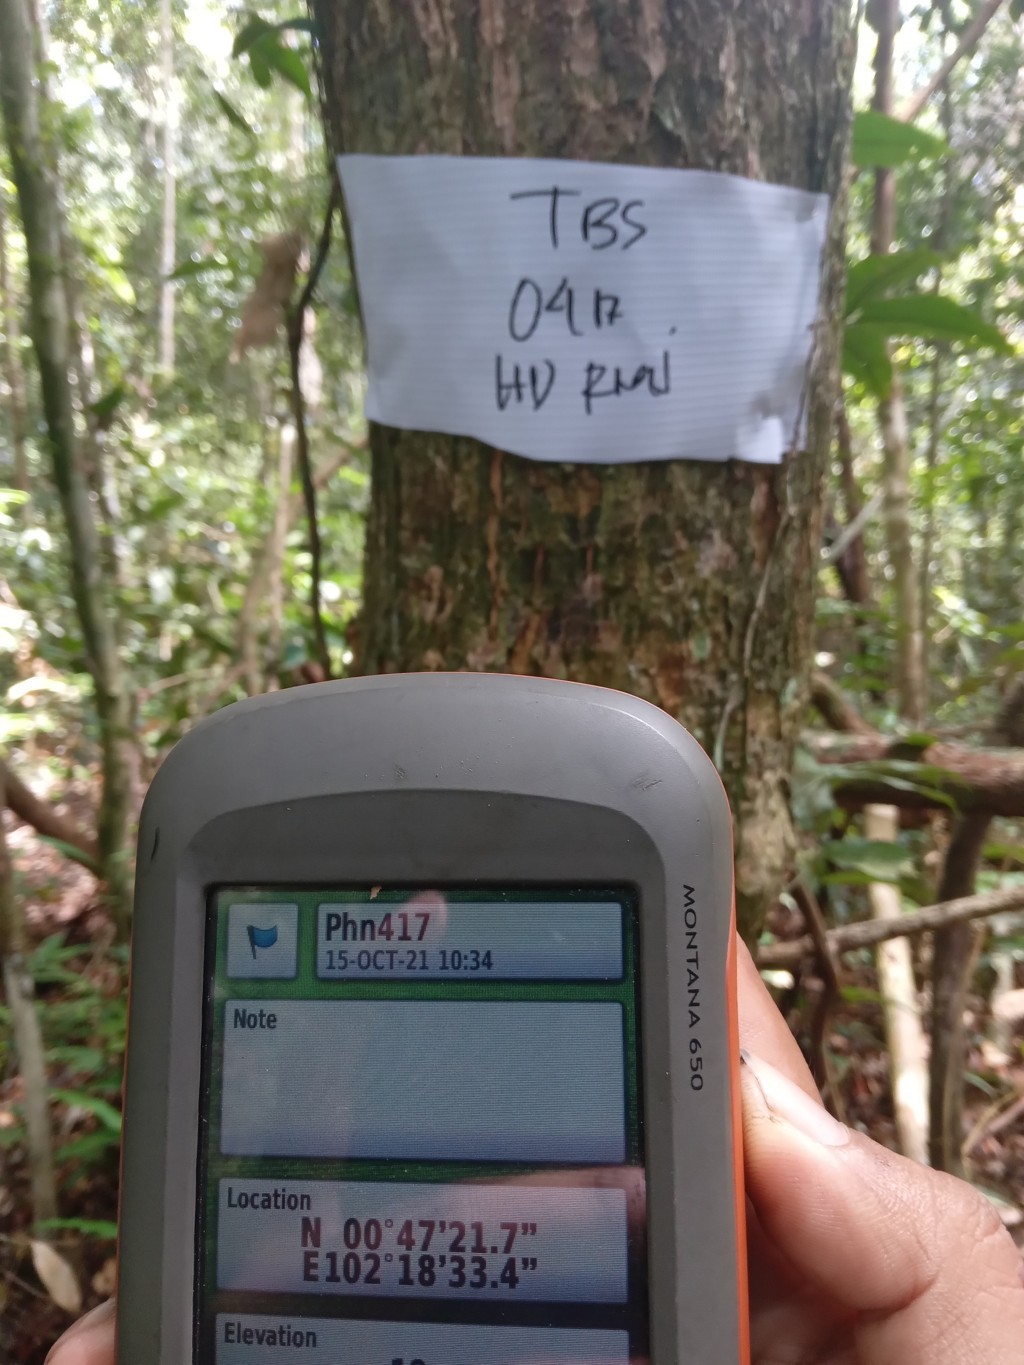 TBS
0417
HD
MONTANA 650
Phn417
15-OCT-21 10:34
Note
Location
N 00°47'21.7"
E102°18'33.4"
Elevation